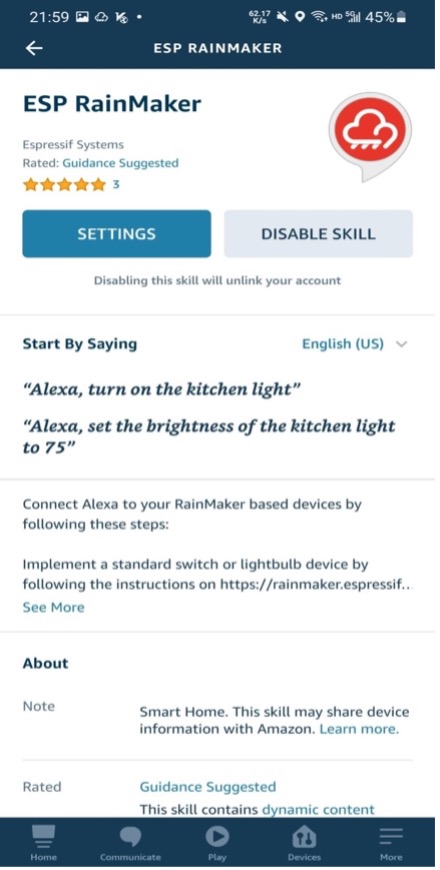 21:59 62.17 K/s HD 5G 45%
ESP RAINMAKER
ESP RainMaker
Espressif Systems
Rated: Guidance Suggested
3
SETTINGS DISABLE SKILL
Disabling this skill will unlink your account
Start By Saying English (US)
“Alexa, turn on the kitchen light”
“Alexa, set the brightness of the kitchen light
to 75”
Connect Alexa to your RainMaker based devices by
following these steps:
Implement a standard switch or lightbulb device by
following the instructions on https://rainmaker.espressif..
See More
About
Note Smart Home. This skill may share device
information with Amazon. Learn more.
Rated Guidance Suggested
This skill contains dynamic content
Home Communicate Play Devices More